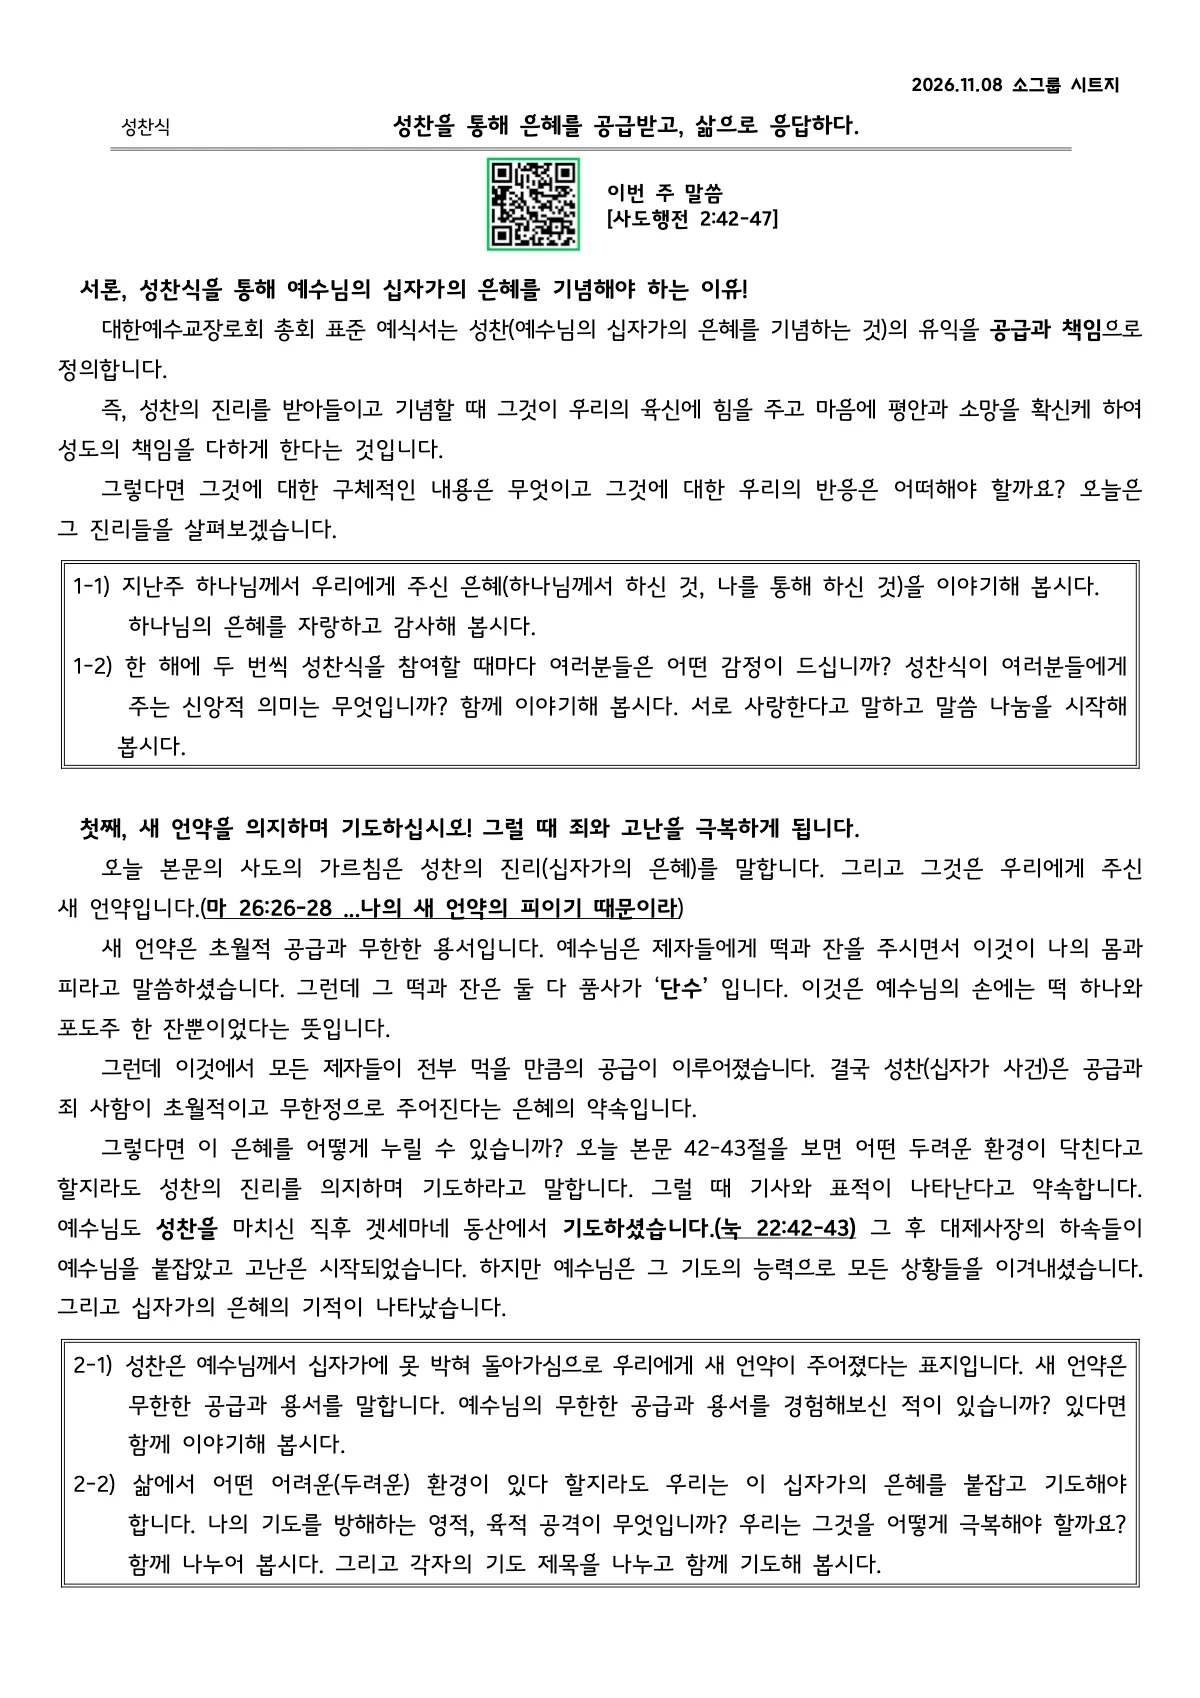 2026.11.08 소그룹 시트지
성찬식 성찬을 통해 은혜를 공급받고, 삶으로 응답하다.
이번 주 말씀
[사도행전 2:42-47]
서론, 성찬식을 통해 예수님의 십자가의 은혜를 기념해야 하는 이유!
대한예수교장로회 총회 표준 예식서는 성찬(예수님의 십자가의 은혜를 기념하는 것)의 유익을 공급과 책임으로
정의합니다.
즉, 성찬의 진리를 받아들이고 기념할 때 그것이 우리의 육신에 힘을 주고 마음에 평안과 소망을 확신케 하여
성도의 책임을 다하게 한다는 것입니다.
그렇다면 그것에 대한 구체적인 내용은 무엇이고 그것에 대한 우리의 반응은 어떠해야 할까요? 오늘은
그 진리들을 살펴보겠습니다.
1-1) 지난주 하나님께서 우리에게 주신 은혜(하나님께서 하신 것, 나를 통해 하신 것)을 이야기해 봅시다.
하나님의 은혜를 자랑하고 감사해 봅시다.
1-2) 한 해에 두 번씩 성찬식을 참여할 때마다 여러분들은 어떤 감정이 드십니까? 성찬식이 여러분들에게
주는 신앙적 의미는 무엇입니까? 함께 이야기해 봅시다. 서로 사랑한다고 말하고 말씀 나눔을 시작해
봅시다.
첫째, 새 언약을 의지하며 기도하십시오! 그럴 때 죄와 고난을 극복하게 됩니다.
오늘 본문의 사도의 가르침은 성찬의 진리(십자가의 은혜)를 말합니다. 그리고 그것은 우리에게 주신
새 언약입니다.(마 26:26-28 ...나의 새 언약의 피이기 때문이라)
새 언약은 초월적 공급과 무한한 용서입니다. 예수님은 제자들에게 떡과 잔을 주시면서 이것이 나의 몸과
피라고 말씀하셨습니다. 그런데 그 떡과 잔은 둘 다 품사가 ‘단수’ 입니다. 이것은 예수님의 손에는 떡 하나와
포도주 한 잔뿐이었다는 뜻입니다.
그런데 이것에서 모든 제자들이 전부 먹을 만큼의 공급이 이루어졌습니다. 결국 성찬(십자가 사건)은 공급과
죄 사함이 초월적이고 무한정으로 주어진다는 은혜의 약속입니다.
그렇다면 이 은혜를 어떻게 누릴 수 있습니까? 오늘 본문 42-43절을 보면 어떤 두려운 환경이 닥친다고
할지라도 성찬의 진리를 의지하며 기도하라고 말합니다. 그럴 때 기사와 표적이 나타난다고 약속합니다.
예수님도 성찬을 마치신 직후 겟세마네 동산에서 기도하셨습니다.(눅 22:42-43) 그 후 대제사장의 하속들이
예수님을 붙잡았고 고난은 시작되었습니다. 하지만 예수님은 그 기도의 능력으로 모든 상황들을 이겨내셨습니다.
그리고 십자가의 은혜의 기적이 나타났습니다.
2-1) 성찬은 예수님께서 십자가에 못 박혀 돌아가심으로 우리에게 새 언약이 주어졌다는 표지입니다. 새 언약은
무한한 공급과 용서를 말합니다. 예수님의 무한한 공급과 용서를 경험해보신 적이 있습니까? 있다면
함께 이야기해 봅시다.
2-2) 삶에서 어떤 어려운(두려운) 환경이 있다 할지라도 우리는 이 십자가의 은혜를 붙잡고 기도해야
합니다. 나의 기도를 방해하는 영적, 육적 공격이 무엇입니까? 우리는 그것을 어떻게 극복해야 할까요?
함께 나누어 봅시다. 그리고 각자의 기도 제목을 나누고 함께 기도해 봅시다.